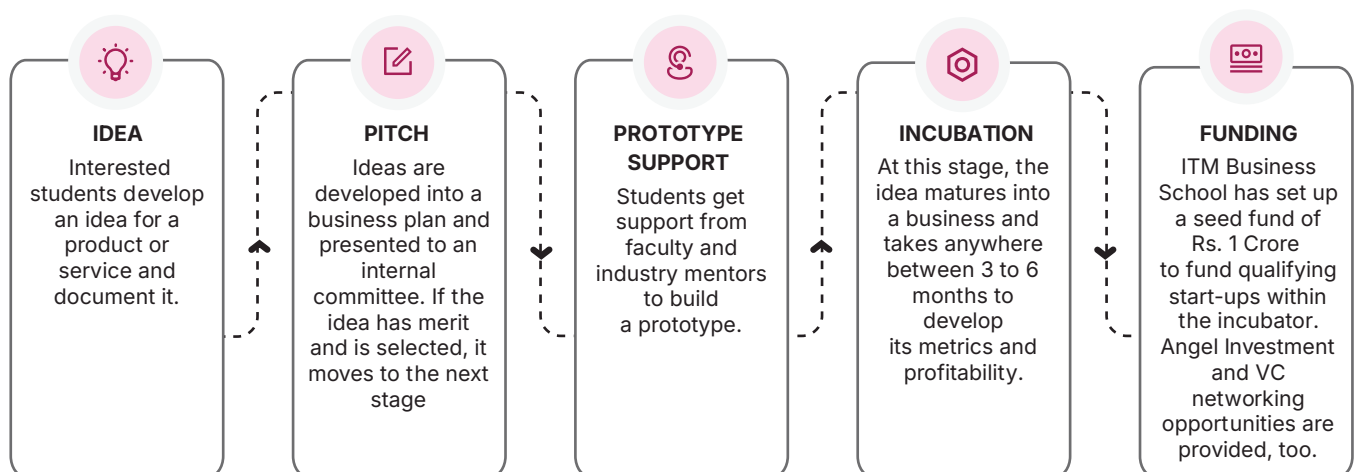 IDEA
Interested
students develop
an idea for a
product or
service and
document it.
PITCH
Ideas are
developed into a
business plan and
presented to an
internal
committee. If the
idea has merit
and is selected, it
moves to the next
stage
PROTOTYPE
SUPPORT
Students get
support from
faculty and
industry mentors
to build
a prototype.
INCUBATION
At this stage, the
idea matures into
a business and
takes anywhere
between 3 to 6
months to
develop
its metrics and
profitability.
FUNDING
ITM Business
School has set up
a seed fund of
Rs. 1 Crore
to fund qualifying
start-ups within
the incubator.
Angel Investment
and VC
networking
opportunities are
provided, too.